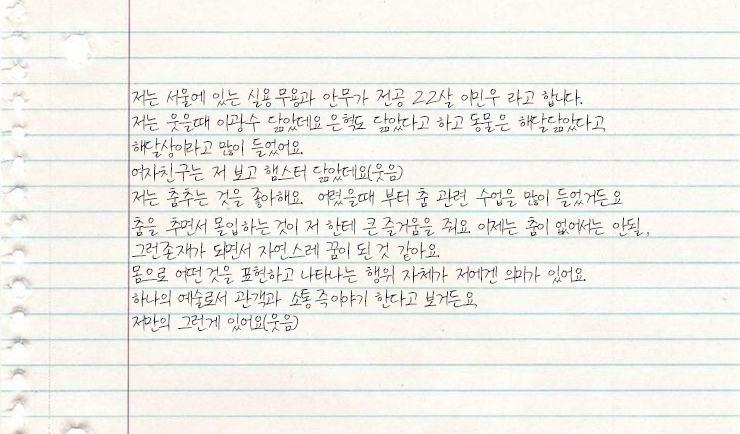 저는 서울에 있는 실용무용과 안무가 전공 22살 이민우 라고 합니다.
저는 웃을때 이광수 닮았데요 은혁도 닮았다고 하고 동물은 해달닮았다고,
해달상이라고 많이 들었어요.
여자친구는 저 보고 햄스터 닮았데요(웃음)
저는 춤추는 것을 좋아해요. 어렸을때 부터 춤 관련 수업을 많이 들었거든요
춤을 추면서 몰입하는것이 저 한테 큰 즐거움을 줘요. 이제는 춤이 없어서는 안될,
그런존재가 되면서 자연스레 꿈이 된 것 같아요.
몸으로 어떤 것을 표현하고 나타나는 행위 자체가 저에겐 의미가 있어요.
하나의 예술로서 관객과 소통 즉 이야기 한다고 보거든요,
저만의 그런게 있어요(웃음)